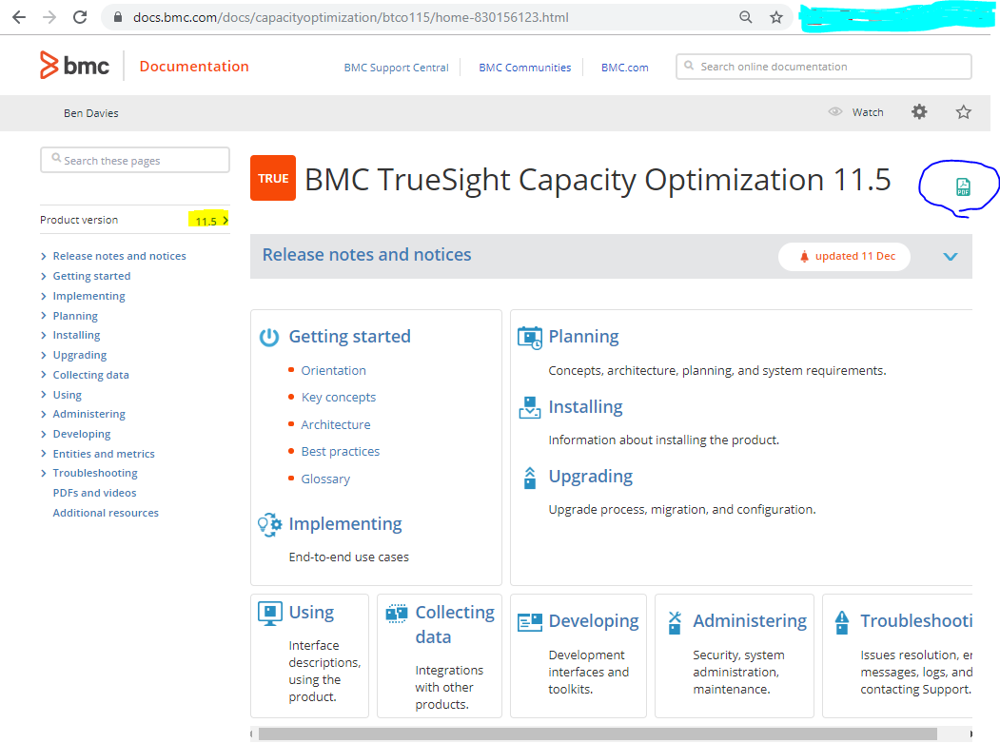 docs.bmc.com/docs/capacityoptimization/btco115/home-830156123.html
bmc Documentation
BMC Support Central BMC Communities BMC.com Search online documentation
Ben Davies Watch
Search these pages
TRUE BMC TrueSight Capacity Optimization 11.5 PDF
Product version 11.5
Release notes and notices
Getting started
Implementing
Planning
Installing
Upgrading
Collecting data
Using
Administering
Developing
Entities and metrics
Troubleshooting
PDFs and videos
Additional resources
Release notes and notices updated 11 Dec
Getting started
Orientation
Key concepts
Architecture
Best practices
Glossary
Implementing
End-to-end use cases
Planning
Concepts, architecture, planning, and system requirements.
Installing
Information about installing the product.
Upgrading
Upgrade process, migration, and configuration.
Using
Interface
descriptions,
using the
product.
Collecting
data
Integrations
with other
products.
Developing
Development
interfaces and
toolkits.
Administering
Security, system
administration,
maintenance.
Troubleshooti
Issues resolution, er
messages, logs, and
contacting Support.